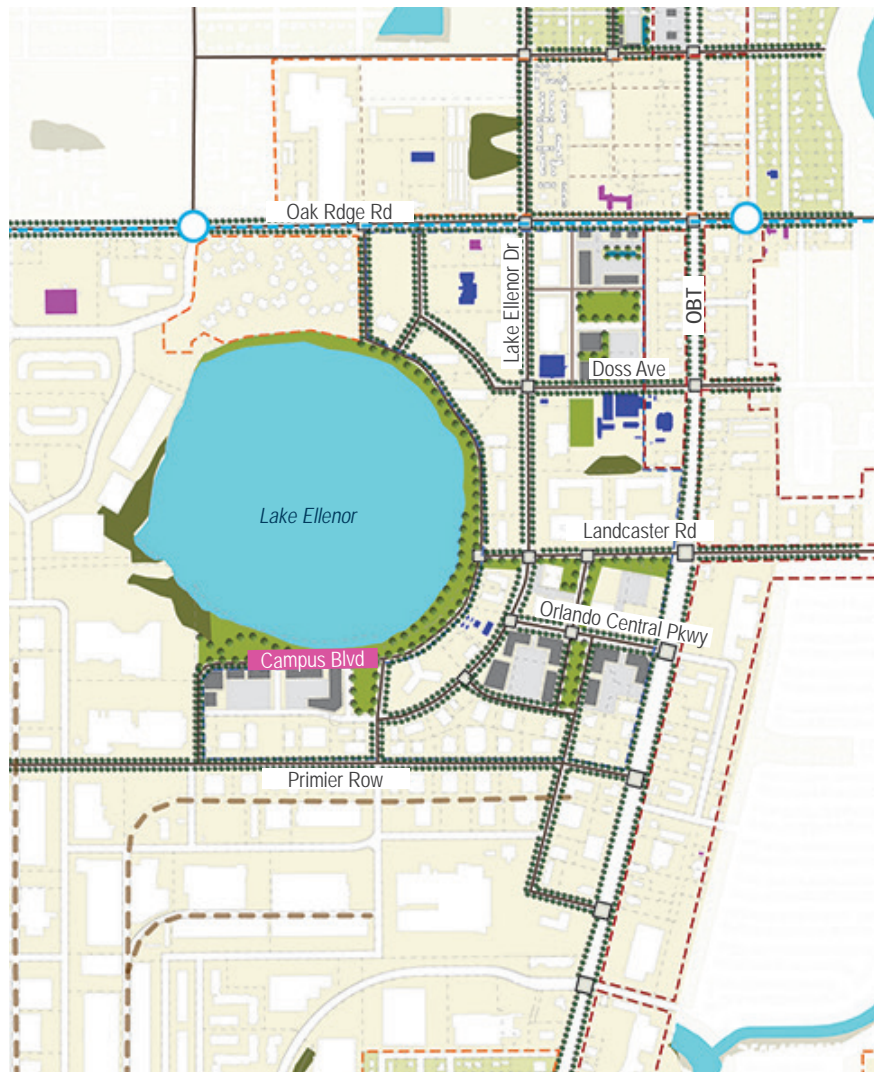 Oak Rdge Rd
Lake Ellenor Dr
OBT
Doss Ave
Lake Ellenor
Landcaster Rd
Orlando Central Pkwy
Campus Blvd
Primier Row